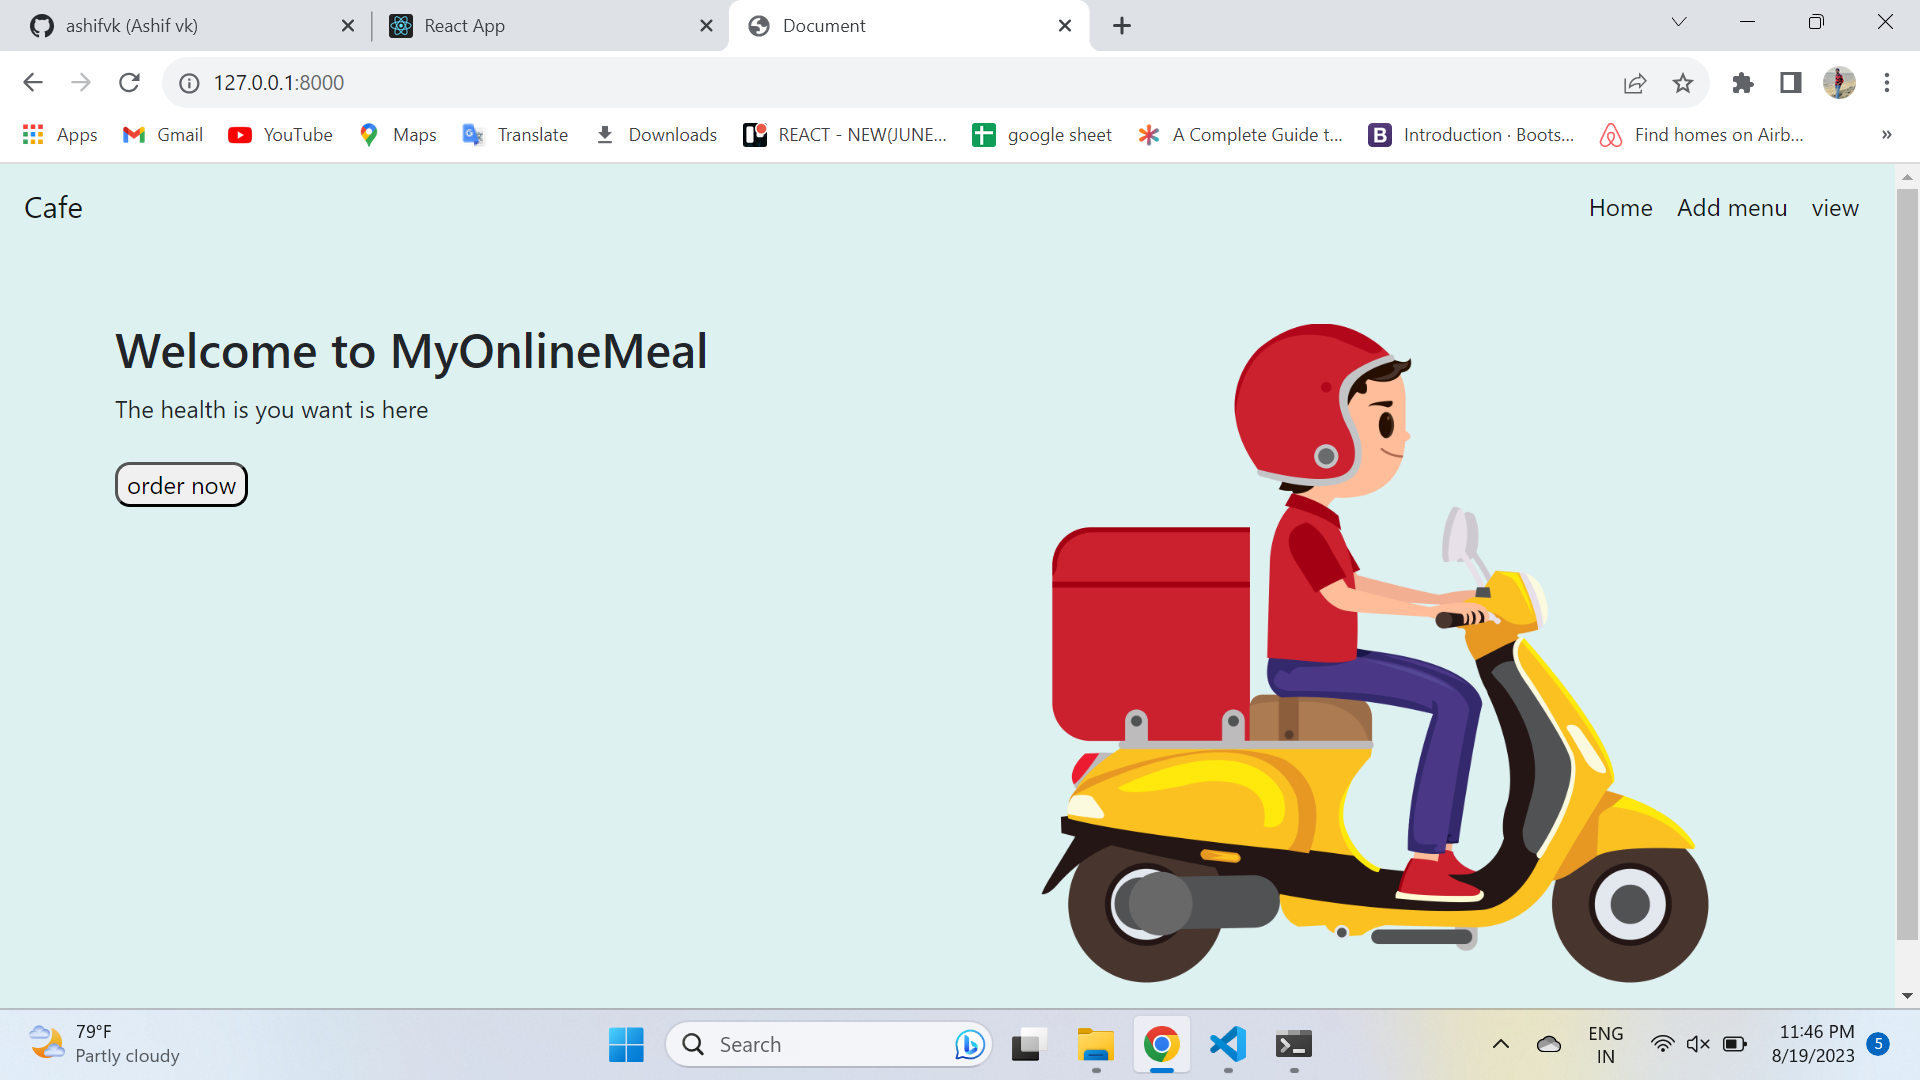 ashifvk (Ashif vk)
React App
Document
127.0.0.1:8000
Apps
Gmail
YouTube
Maps
Translate
Downloads
REACT - NEW(JUNE...
google sheet
A Complete Guide t...
B
Introduction · Boots...
Find homes on Airb...
»
Cafe
Home
Add menu
view
Welcome to MyOnlineMeal
The health is you want is here
order now
79°F
Partly cloudy
Search
ENG
IN
11:46 PM
8/19/2023
5